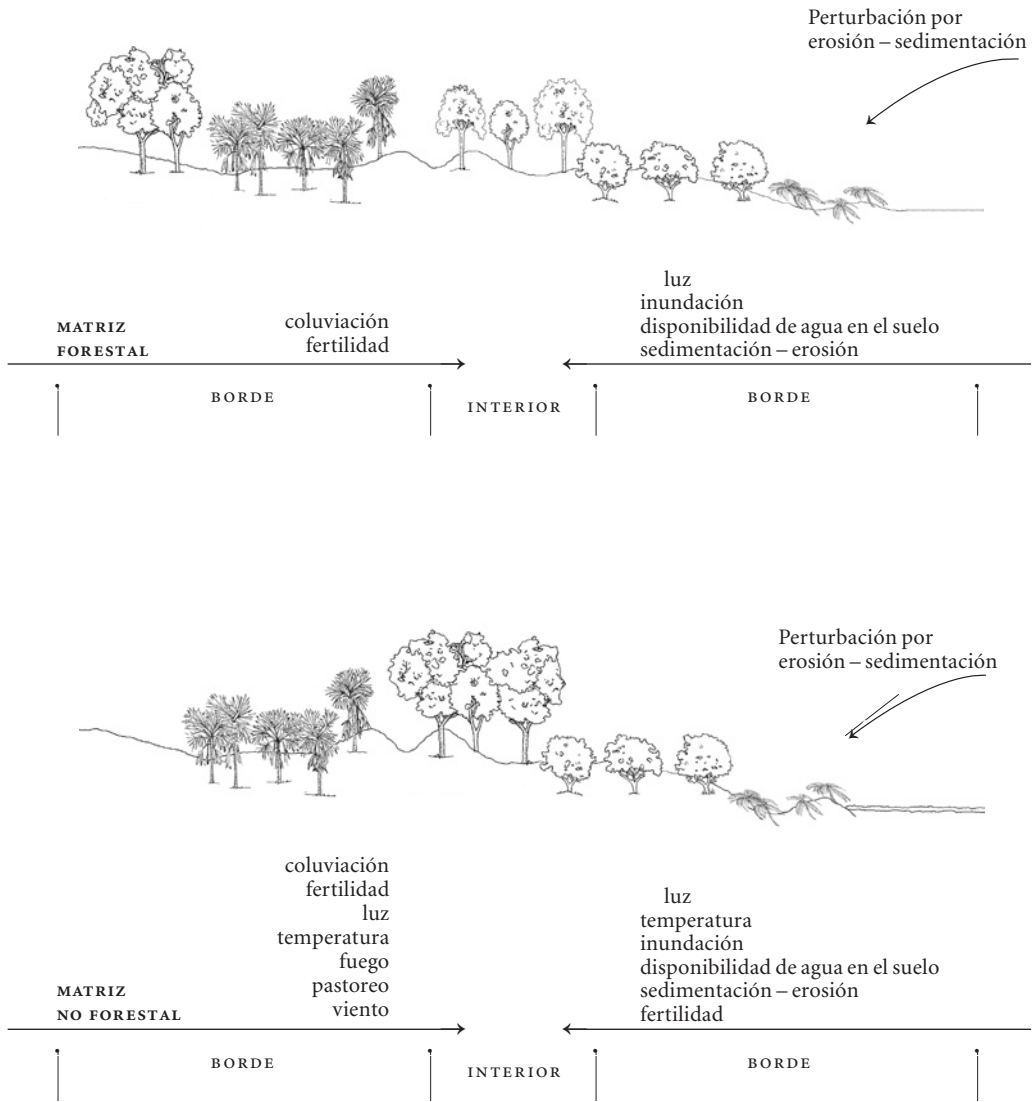 Perturbación por
erosión – sedimentación
luz
inundación
disponibilidad de agua en el suelo
sedimentación – erosión
coluviación
fertilidad
MATRIZ
FORESTAL
BORDE
INTERIOR
BORDE
Perturbación por
erosión – sedimentación
coluviación
fertilidad
luz
temperatura
fuego
pastoreo
viento
luz
temperatura
inundación
disponibilidad de agua en el suelo
sedimentación – erosión
fertilidad
MATRIZ
NO FORESTAL
BORDE
INTERIOR
BORDE